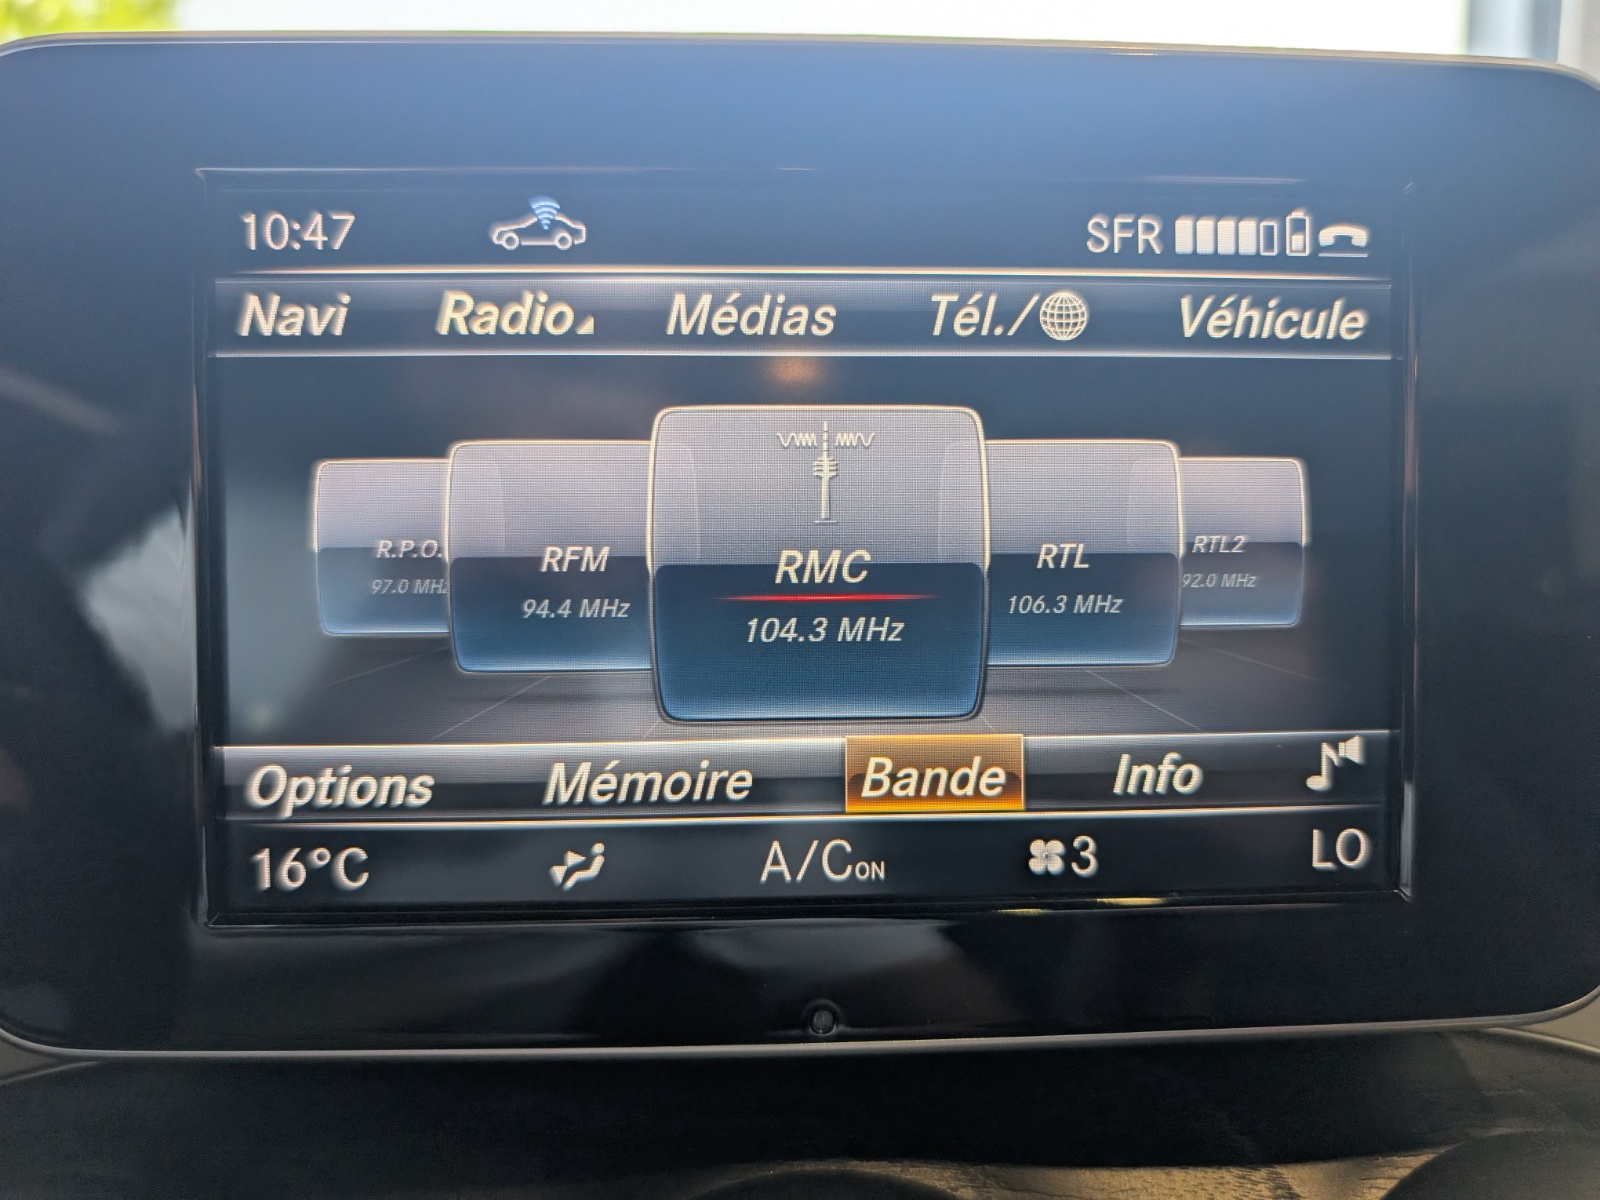 10:47 SFR
Navi Radio Médias Tél./ Véhicule
R.P.O. RFM RMC RTL RTL2
97.0 MHz 94.4 MHz 104.3 MHz 106.3 MHz 92.0 MHz
Options Mémoire Bande Info
16°C A/C ON 3 LO